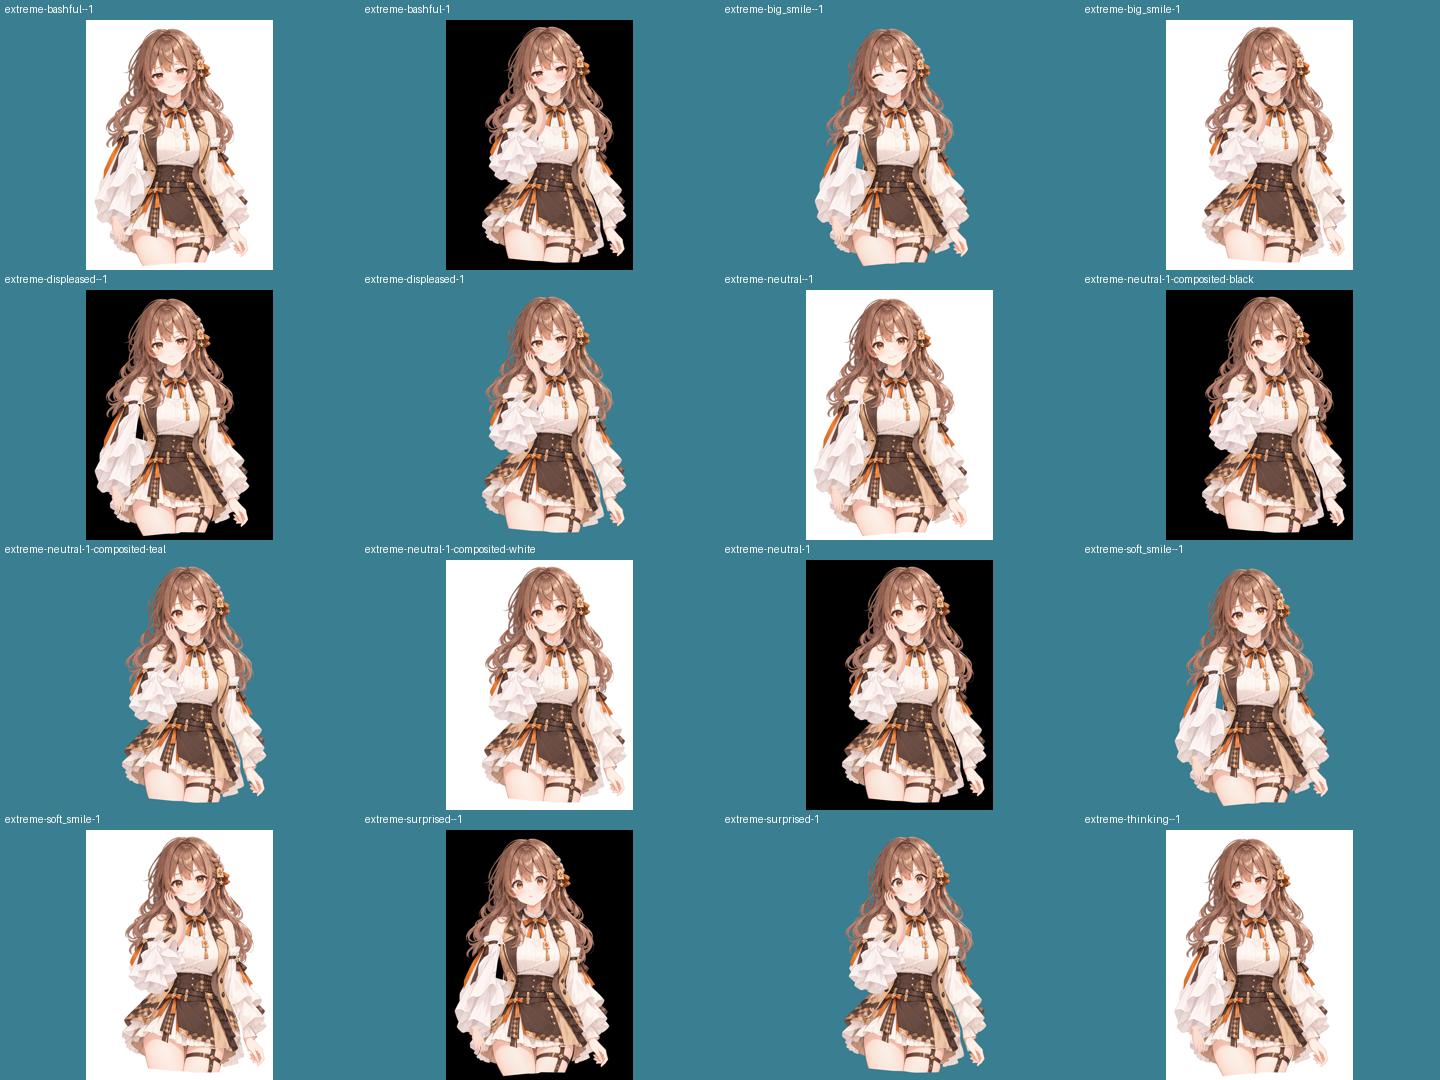 extreme-bashful--1
extreme-bashful-1
extreme-big_smile--1
extreme-big_smile-1
extreme-displeased--1
extreme-displeased-1
extreme-neutral--1
extreme-neutral-1-composited-black
extreme-neutral-1-composited-teal
extreme-neutral-1-composited-white
extreme-neutral-1
extreme-soft_smile--1
extreme-soft_smile-1
extreme-surprised--1
extreme-surprised-1
extreme-thinking--1